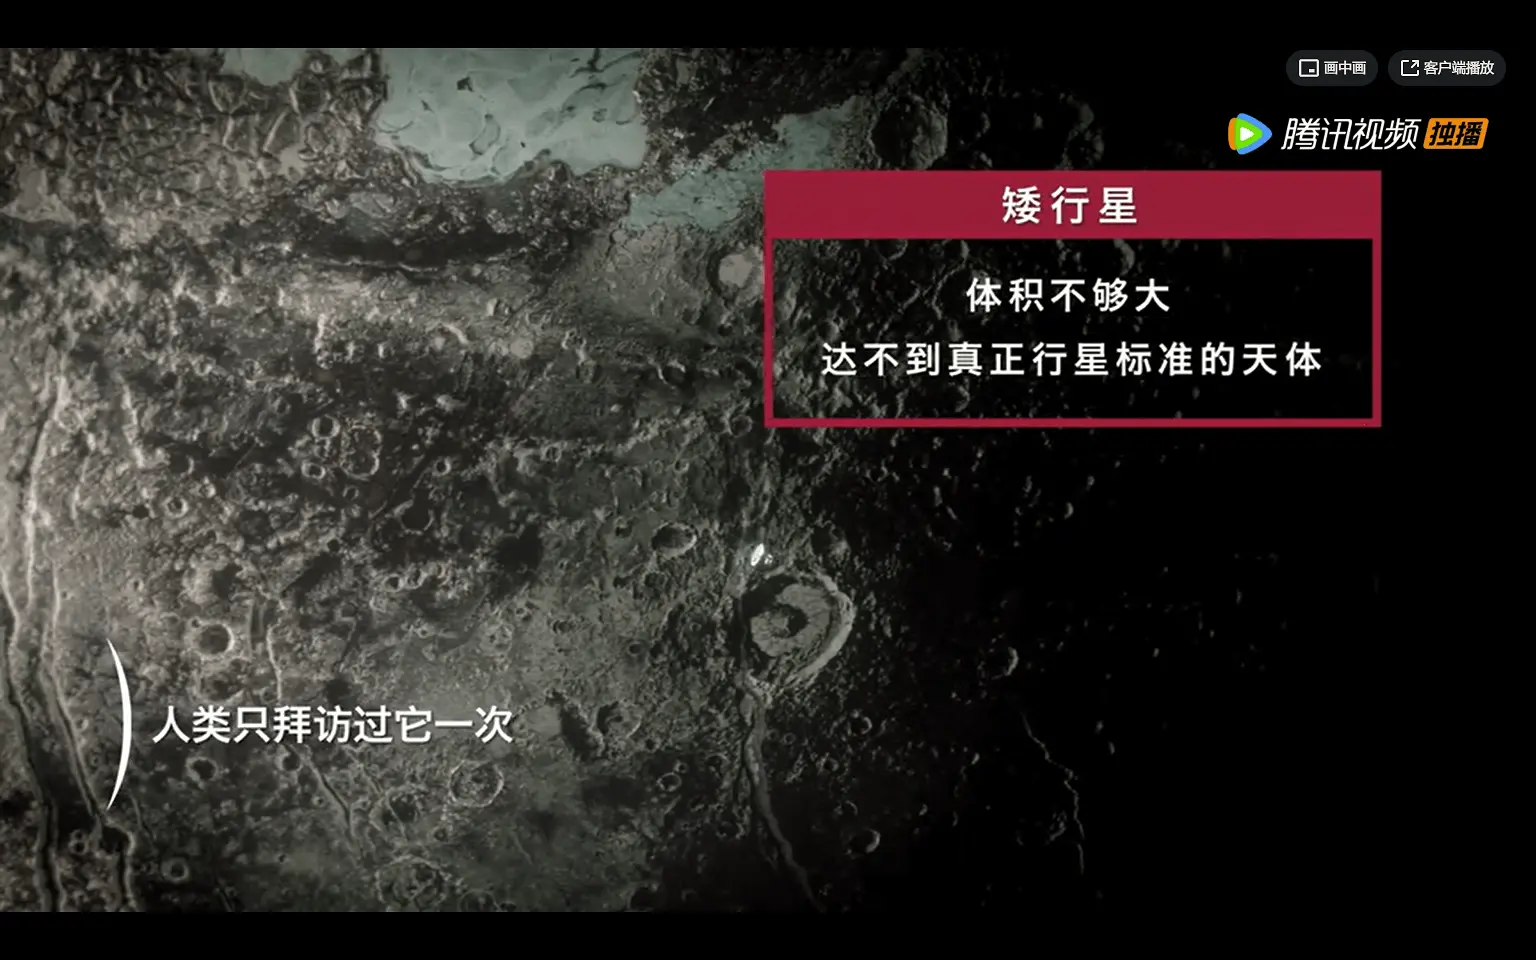 画中画
客户端播放
腾讯视频 独播
矮行星
体积不够大
达不到真正行星标准的天体
人类只拜访过它一次